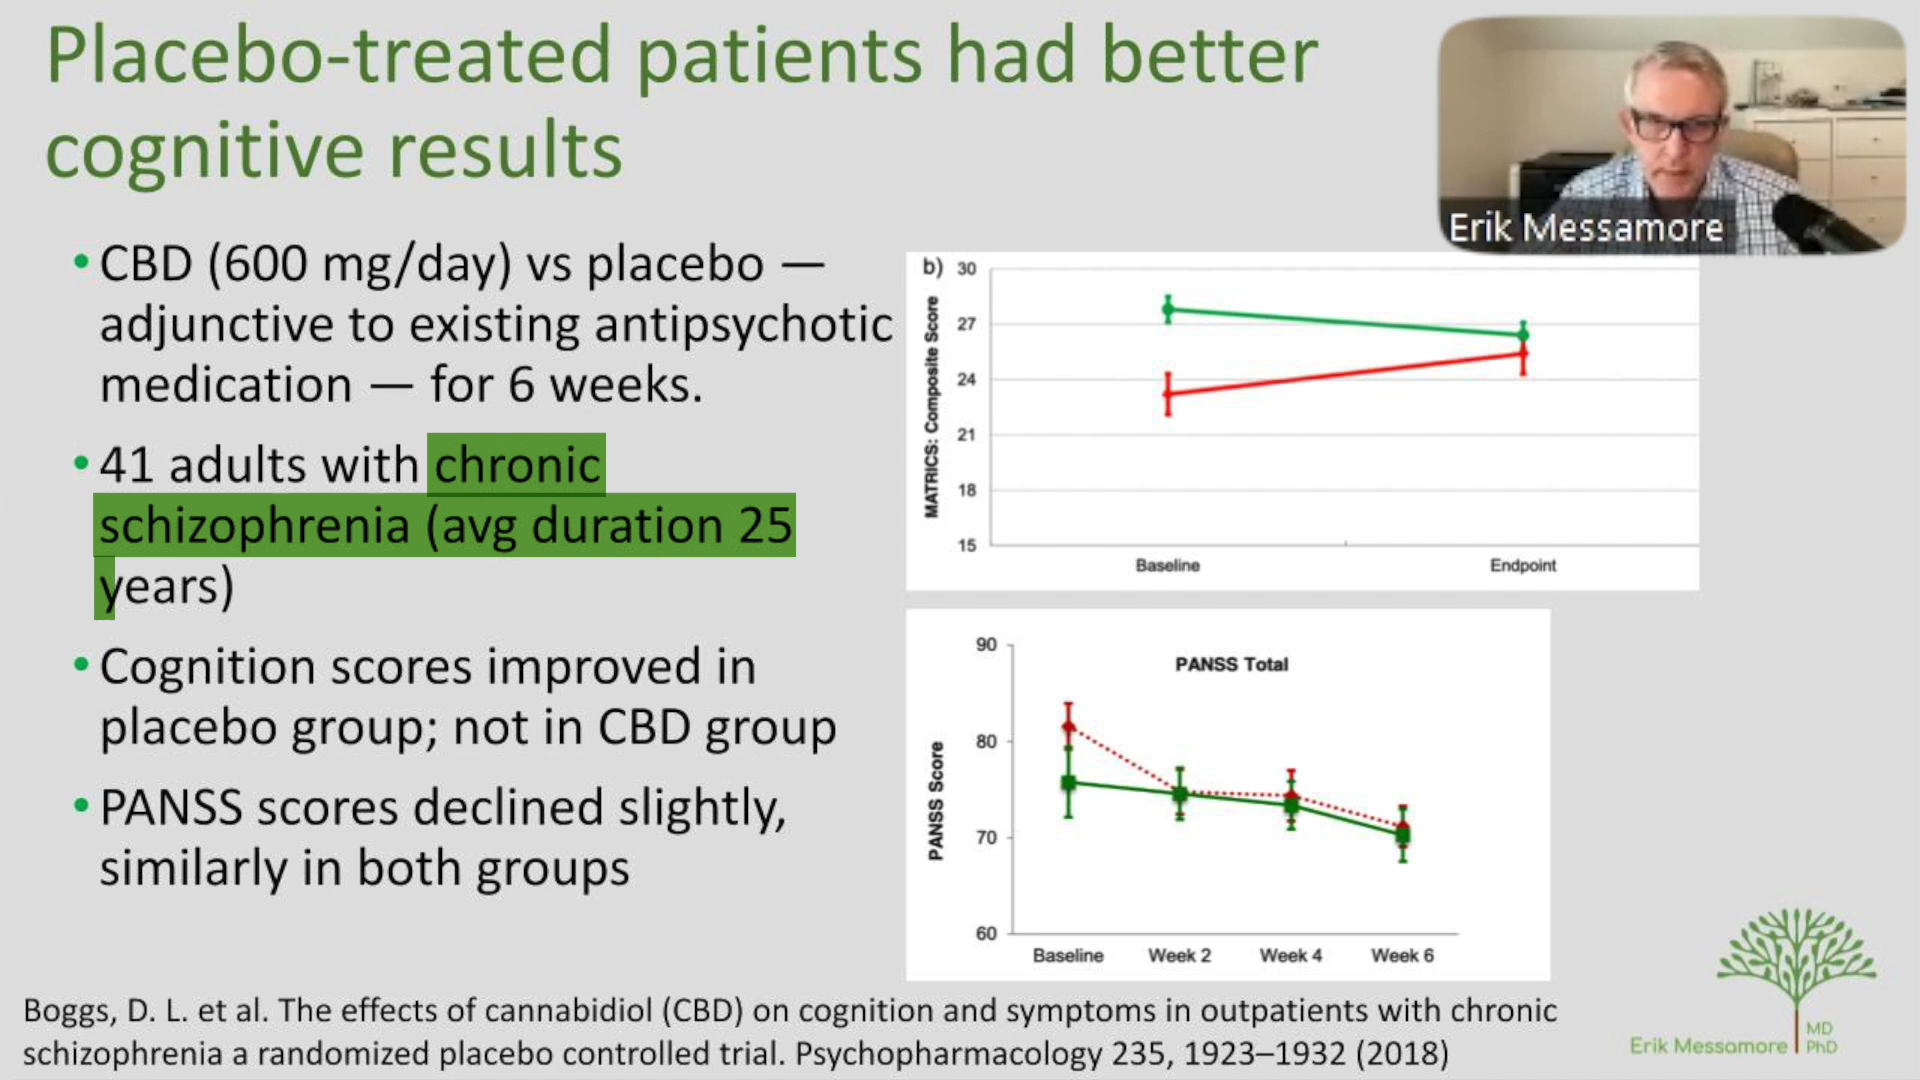 Placebo-treated patients had better
cognitive results
Erik Messamore
• CBD (600 mg/day) vs placebo —
adjunctive to existing antipsychotic
medication — for 6 weeks.
• 41 adults with chronic
schizophrenia (avg duration 25
years)
• Cognition scores improved in
placebo group; not in CBD group
• PANSS scores declined slightly,
similarly in both groups
b)
MATRICS: Composite Score
30
27
24
21
18
15
Baseline Endpoint
PANSS Total
PANSS Score
90
80
70
60
Baseline Week 2 Week 4 Week 6
Boggs, D. L. et al. The effects of cannabidiol (CBD) on cognition and symptoms in outpatients with chronic
schizophrenia a randomized placebo controlled trial. Psychopharmacology 235, 1923–1932 (2018)
Erik Messamore
MD
PhD